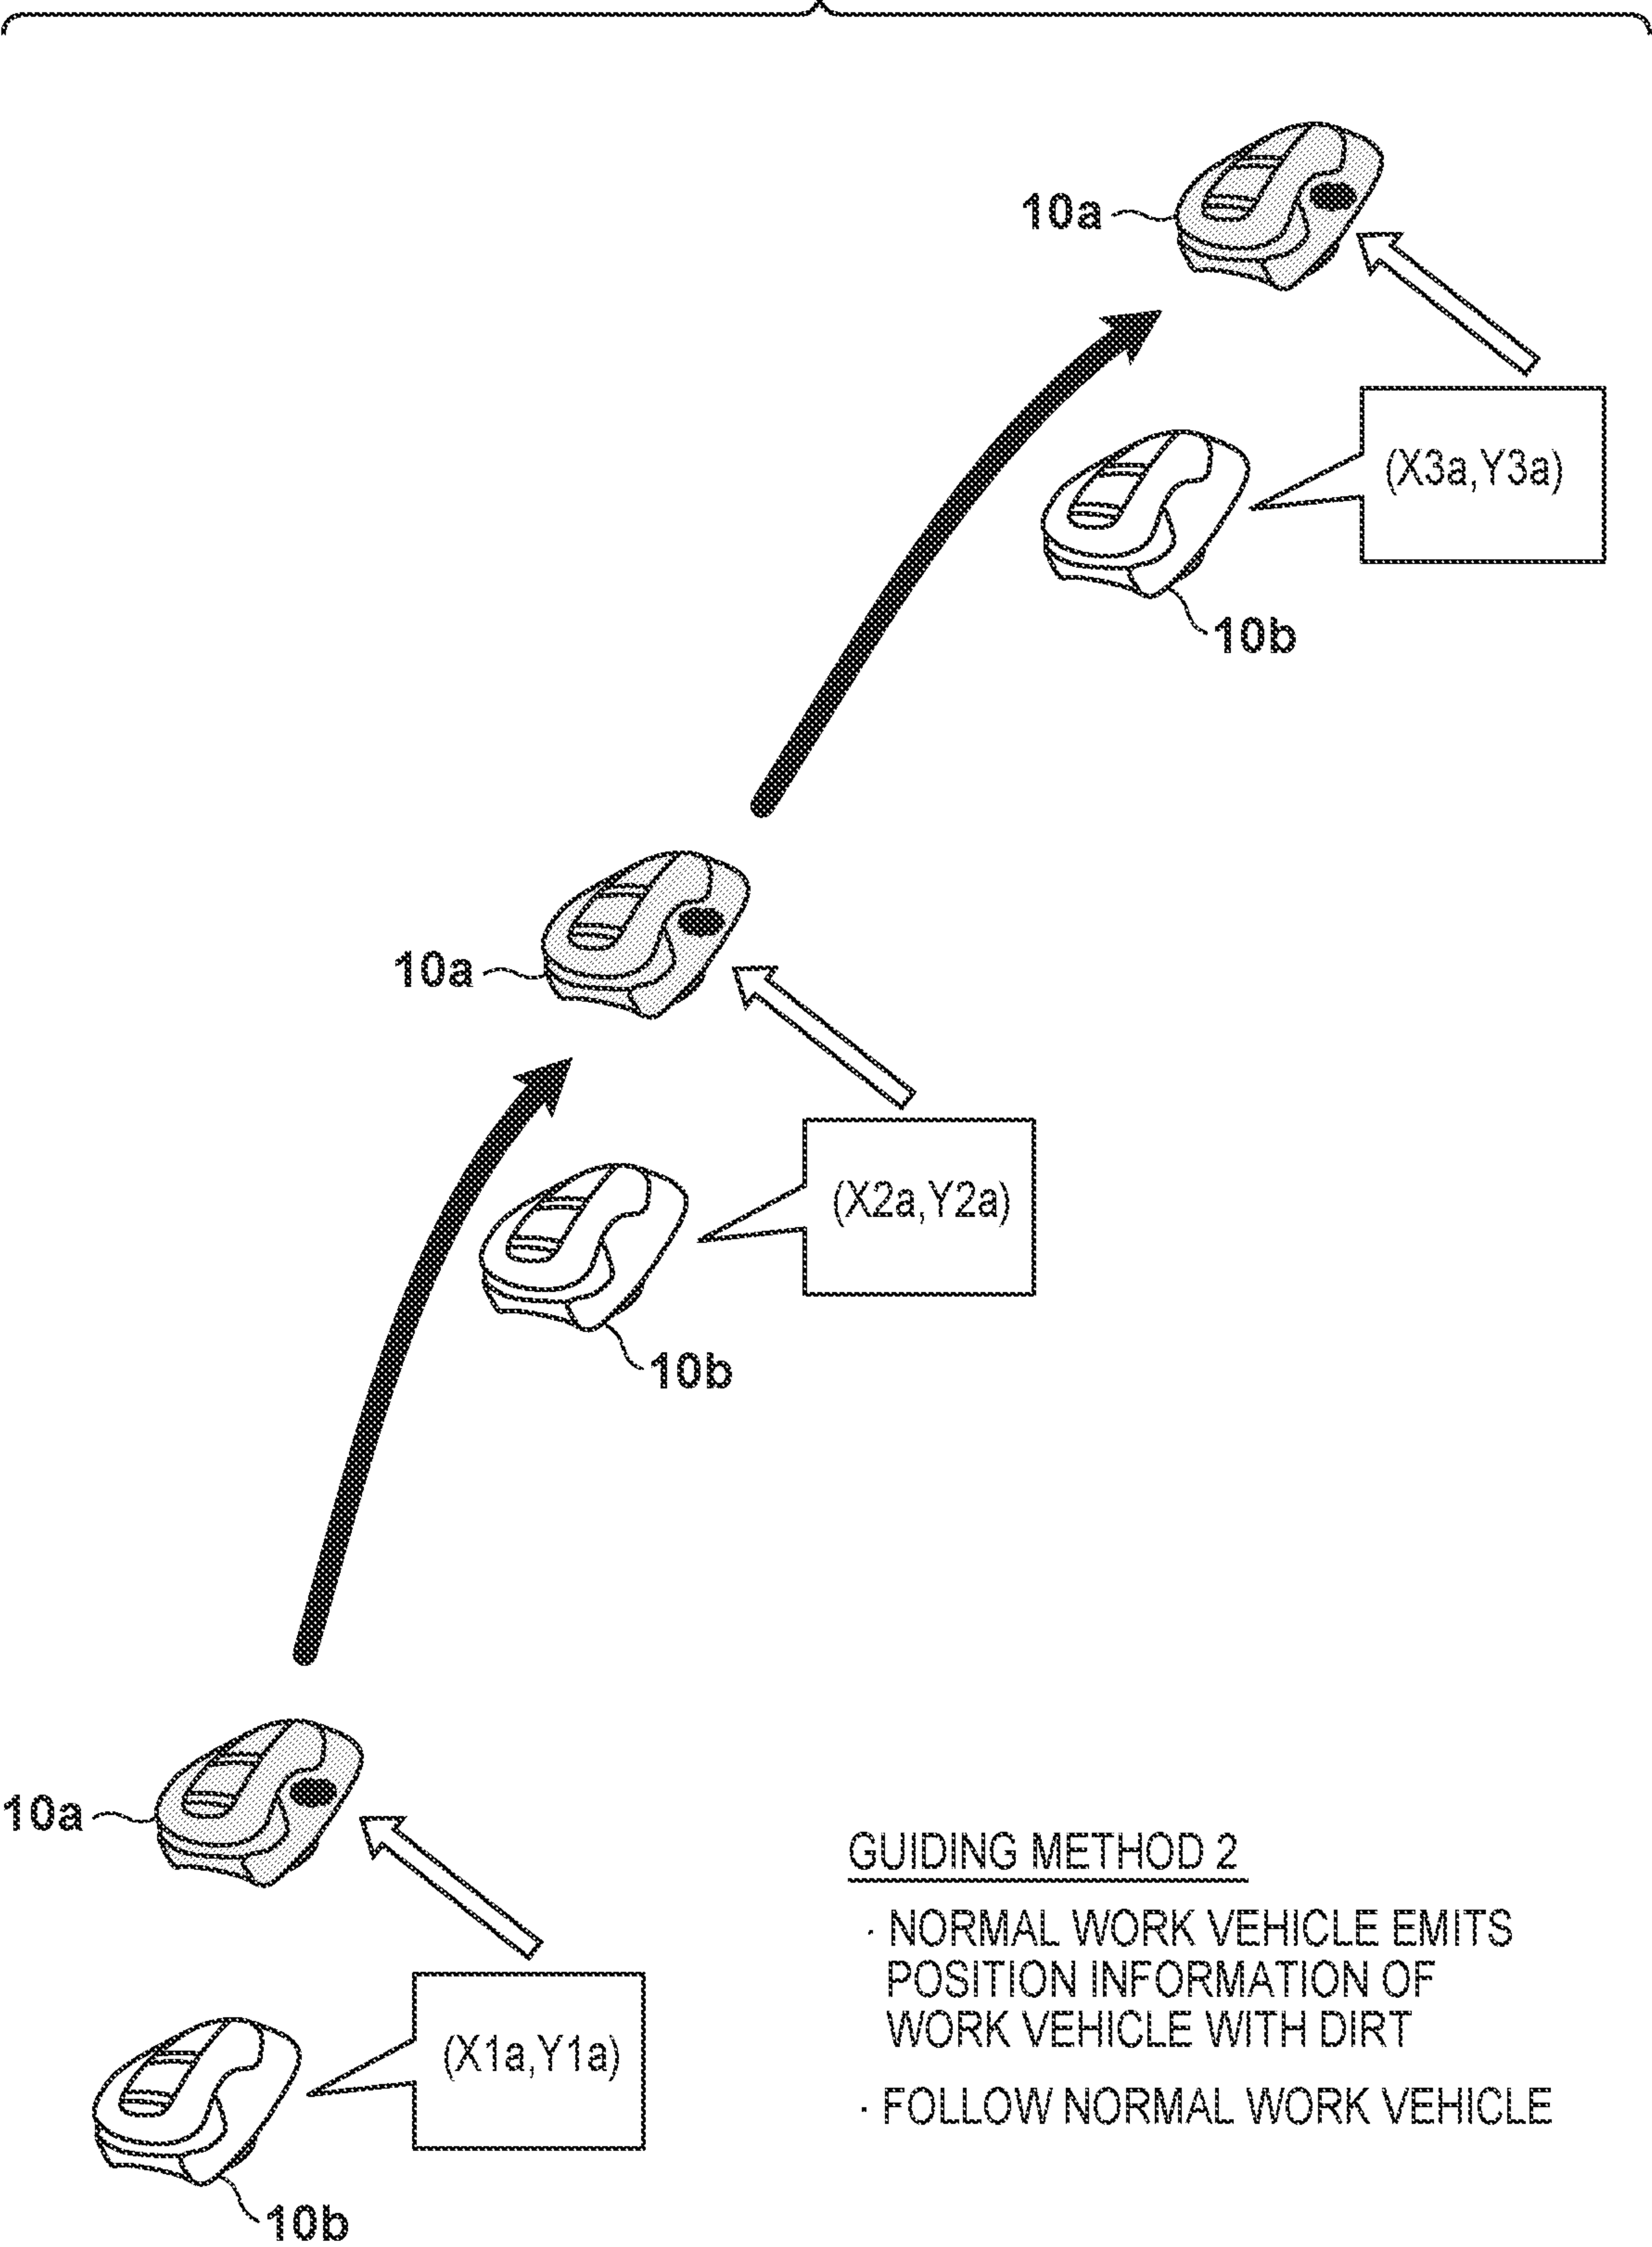 10a
(X3a,Y3a)
10b
10a
(X2a,Y2a)
10b
10a
(X1a,Y1a)
10b
GUIDING METHOD 2
· NORMAL WORK VEHICLE EMITS
POSITION INFORMATION OF
WORK VEHICLE WITH DIRT
· FOLLOW NORMAL WORK VEHICLE